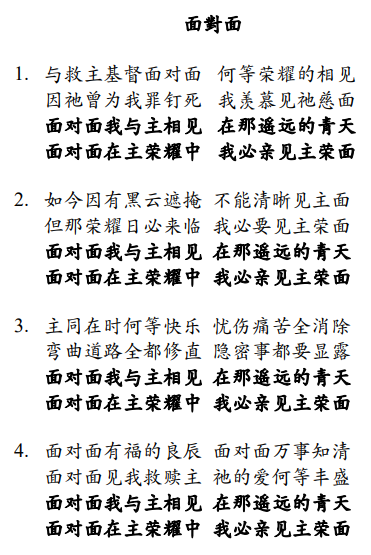 面對面
1. 与救主基督面对面 何等荣耀的相见
因祂曾为我罪钉死 我羡慕见祂慈面
面对面我与主相见 在那遥远的青天
面对面在主荣耀中 我必亲见主荣面
2. 如今因有黑云遮掩 不能清晰见主面
但那荣耀日必来临 我必要见主荣面
面对面我与主相见 在那遥远的青天
面对面在主荣耀中 我必亲见主荣面
3. 主同在时何等快乐 忧伤痛苦全消除
弯曲道路全都修直 隐密事都要显露
面对面我与主相见 在那遥远的青天
面对面在主荣耀中 我必亲见主荣面
4. 面对面有福的良辰 面对面万事知清
面对面见我救赎主 祂的爱何等丰盛
面对面我与主相见 在那遥远的青天
面对面在主荣耀中 我必亲见主荣面